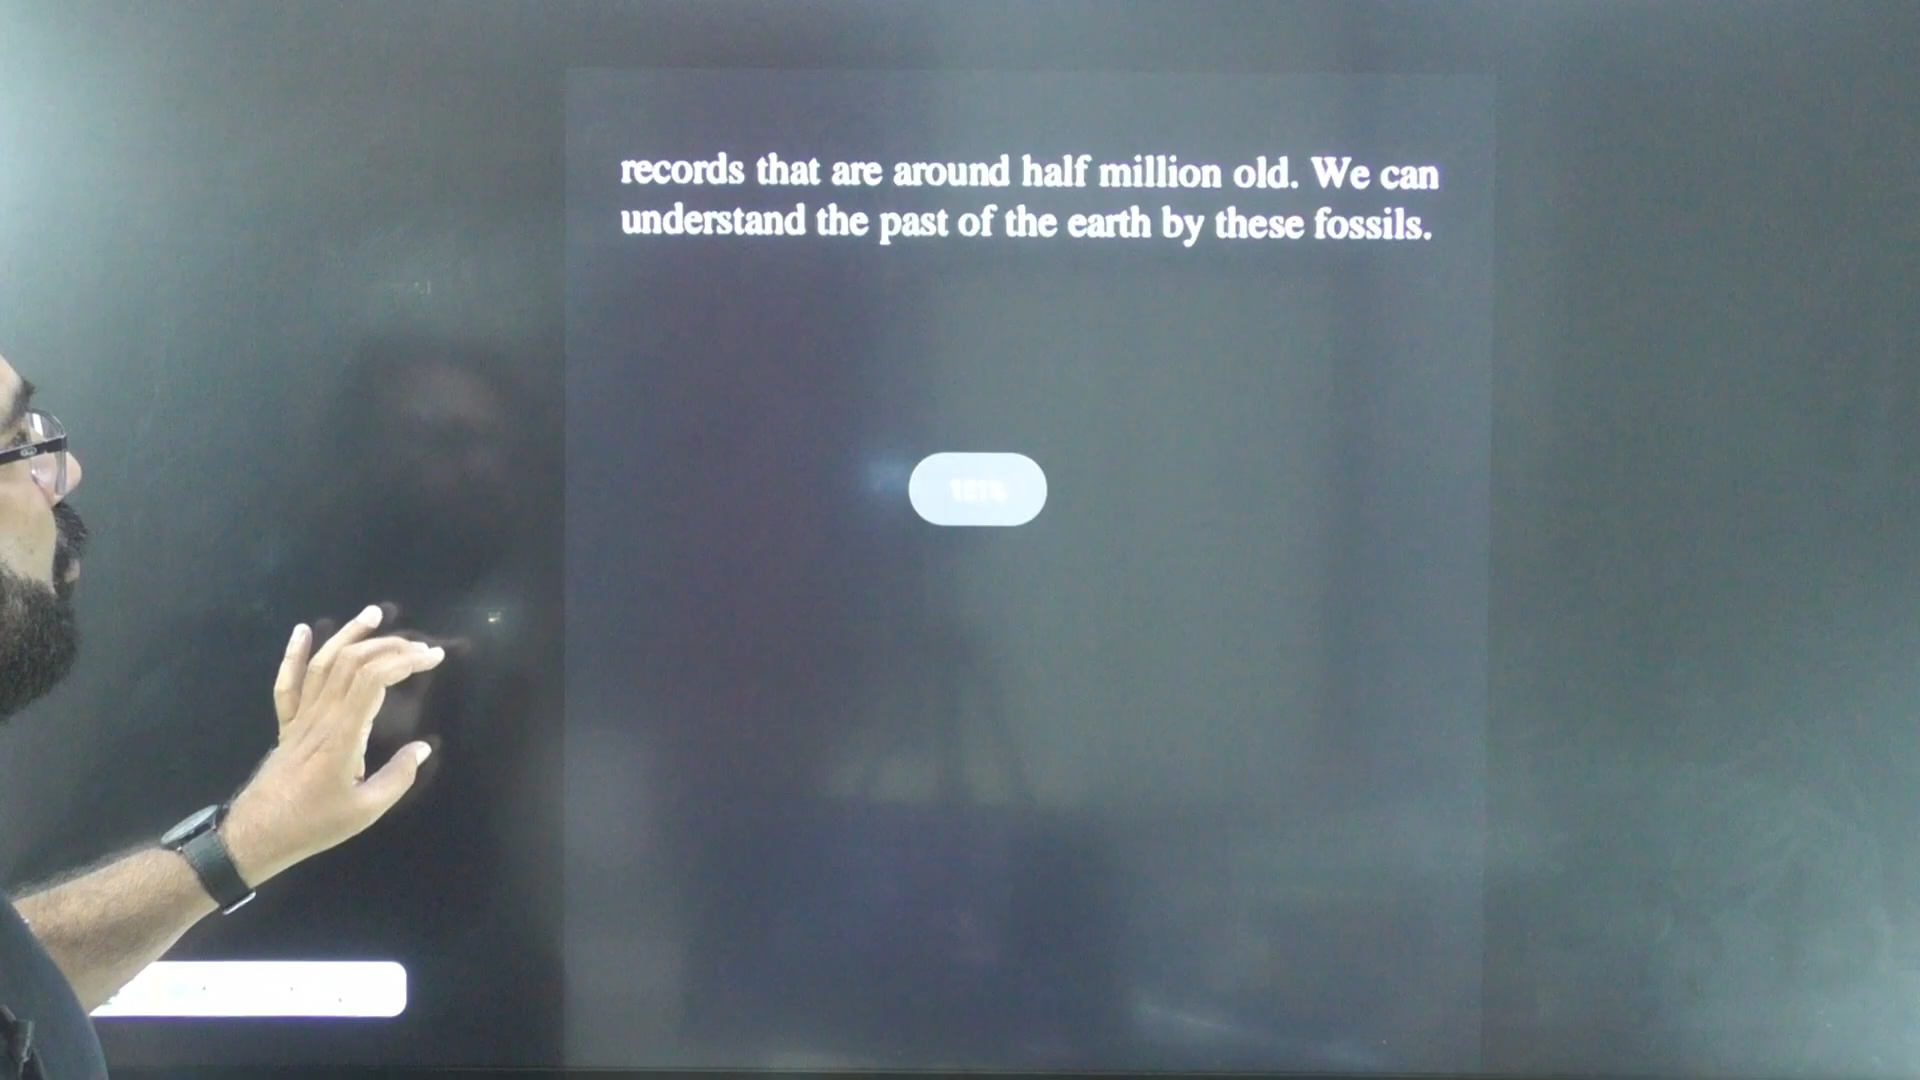 records that are around half million old. We can
understand the past of the earth by these fossils.